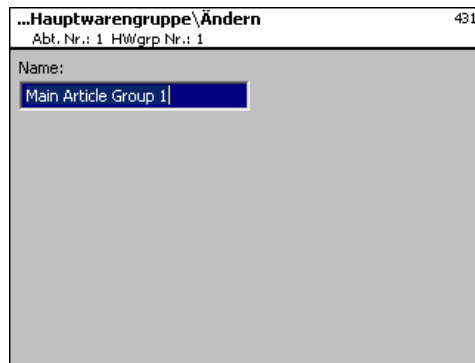 ...Hauptwarengruppe\Ändern 431
Abt. Nr.: 1 HWgrp Nr.: 1
Name:
Main Article Group 1